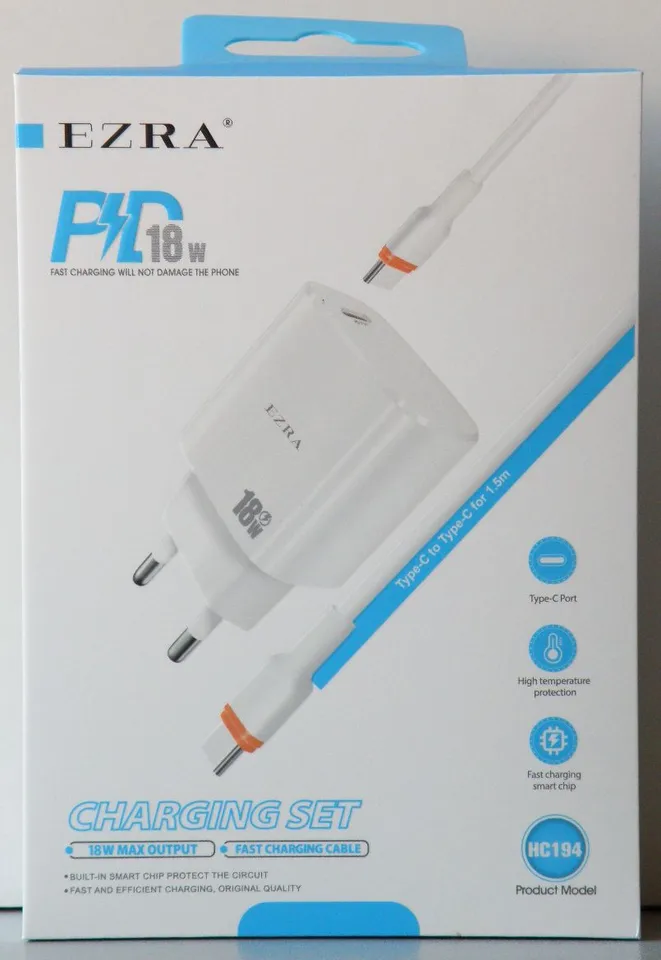 EZRA®
PD 18W
FAST CHARGING WILL NOT DAMAGE THE PHONE
EZRA
18W
Type-C to Type-C for 1.5m
Type-C Port
High temperature
protection
Fast charging
smart chip
CHARGING SET
18W MAX OUTPUT
FAST CHARGING CABLE
•BUILT-IN SMART CHIP PROTECT THE CIRCUIT
•FAST AND EFFICIENT CHARGING, ORIGINAL QUALITY
HC194
Product Model